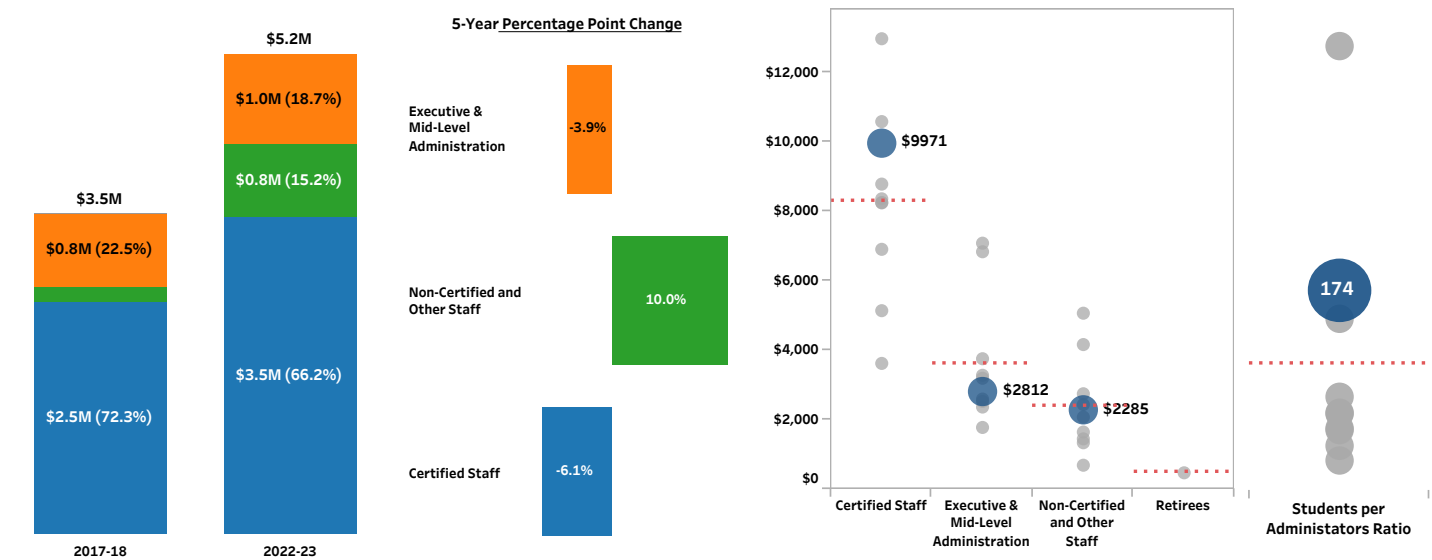 $3.5M
$0.8M (22.5%)
$2.5M (72.3%)
2017-18
$5.2M
$1.0M (18.7%)
$0.8M (15.2%)
$3.5M (66.2%)
2022-23
5-Year Percentage Point Change
Executive &
Mid-Level
Administration
-3.9%
Non-Certified and
Other Staff
10.0%
Certified Staff
-6.1%
$12,000
$10,000
$8,000
$6,000
$4,000
$2,000
$0
$9971
$2812
$2285
Certified Staff
Executive &
Mid-Level
Administration
Non-Certified
and Other
Staff
Retirees
174
Students per
Administators Ratio